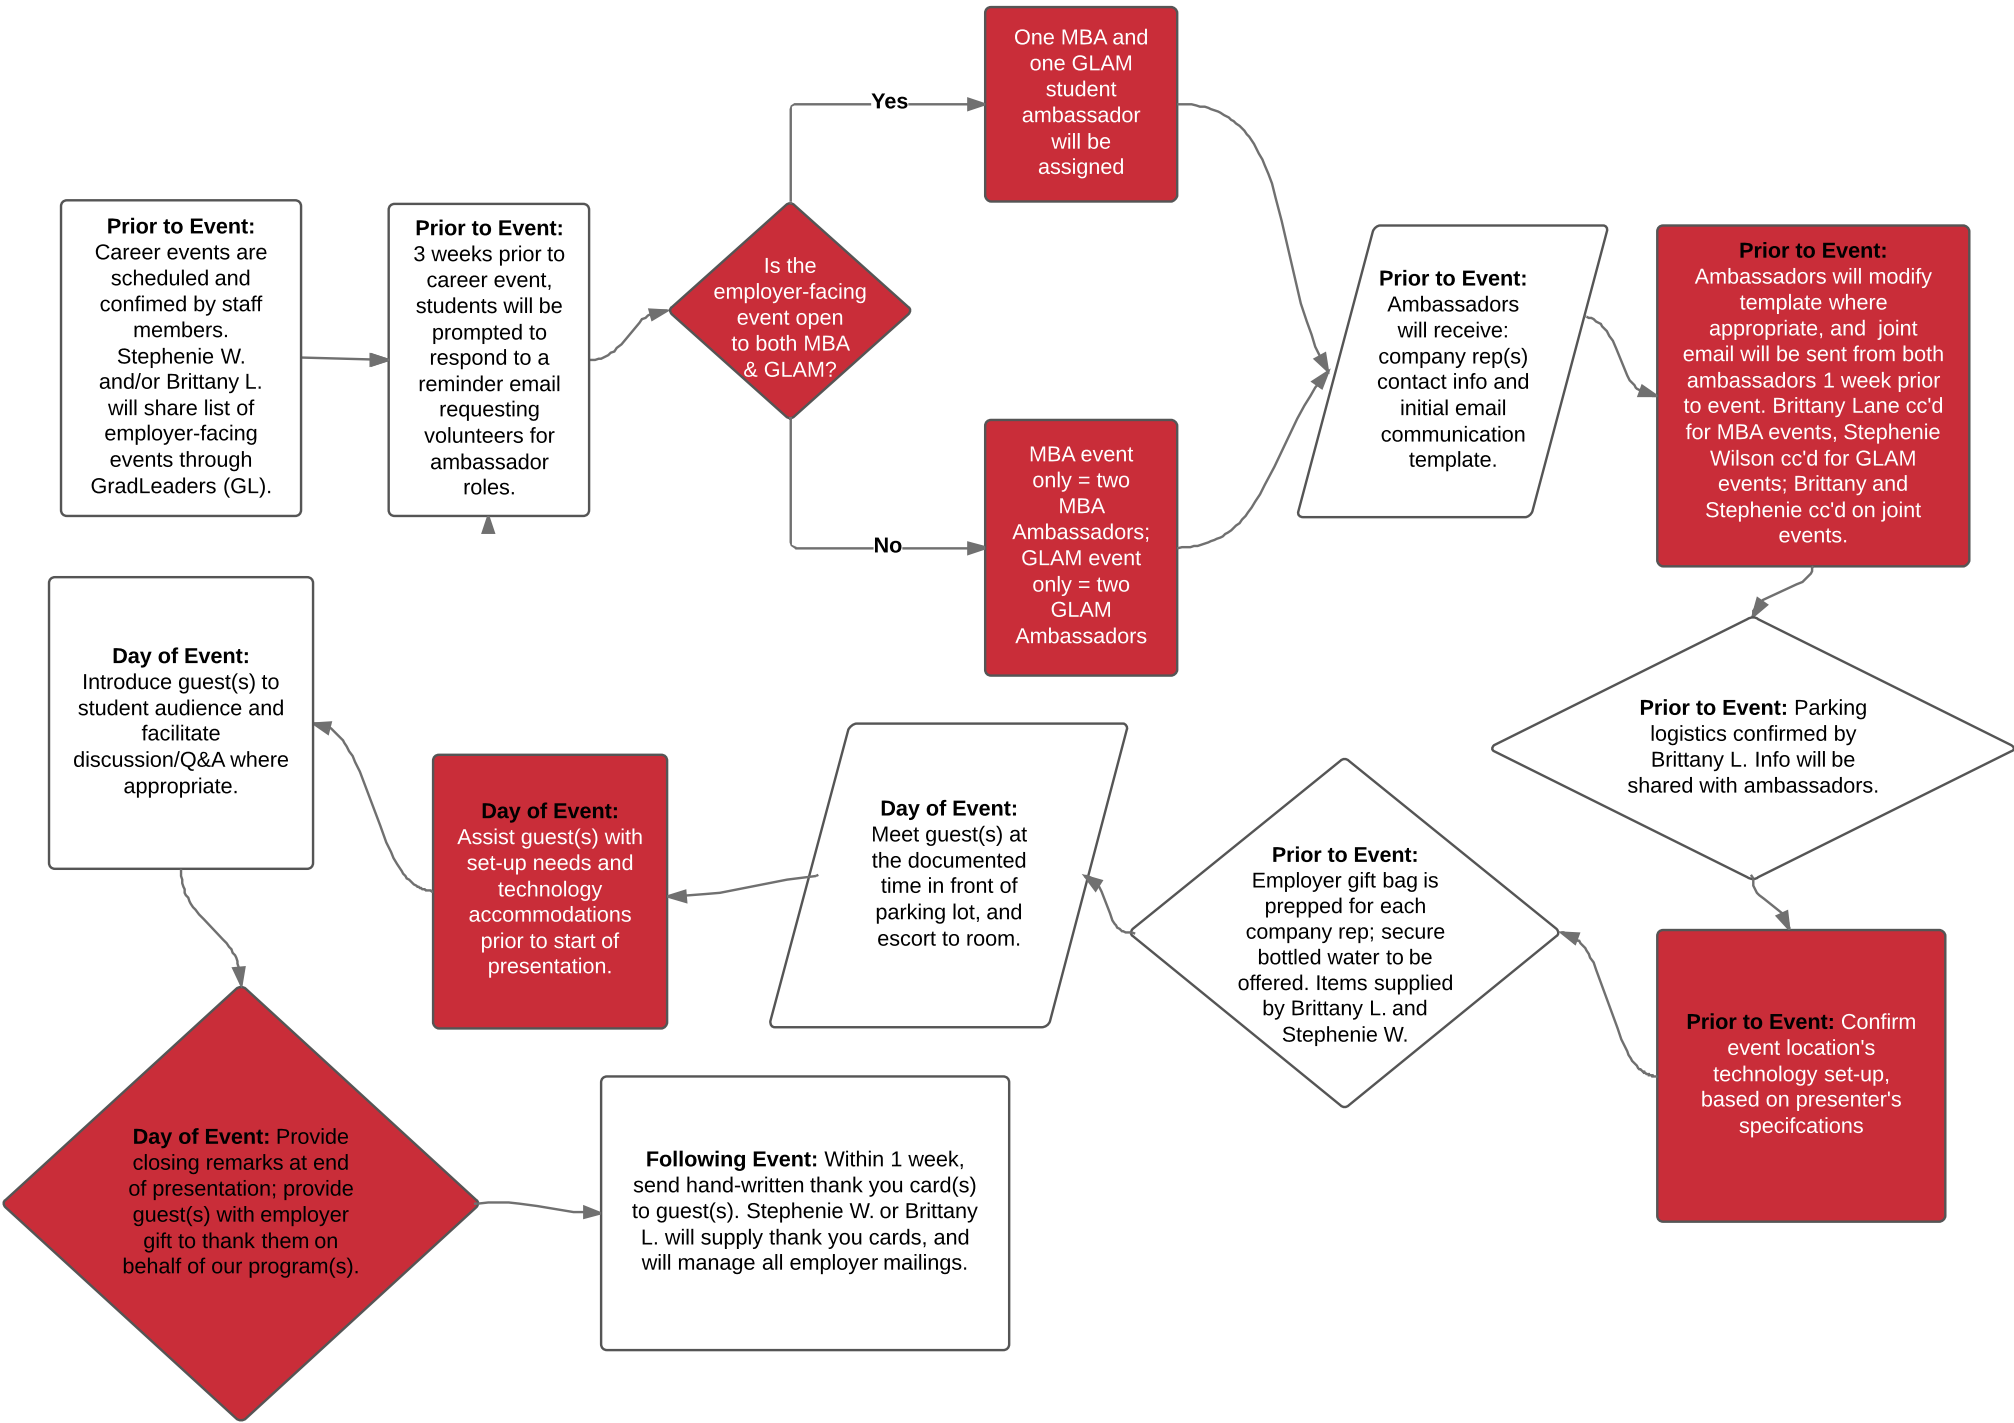 Prior to Event:
Career events are
scheduled and
confimed by staff
members.
Stephenie W.
and/or Brittany L.
will share list of
employer-facing
events through
GradLeaders (GL).
Prior to Event:
3 weeks prior to
career event,
students will be
prompted to
respond to a
reminder email
requesting
volunteers for
ambassador
roles.
Is the
employer-facing
event open
to both MBA
& GLAM?
Yes
One MBA and
one GLAM
student
ambassador
will be
assigned
No
MBA event
only = two
MBA
Ambassadors;
GLAM event
only = two
GLAM
Ambassadors
Prior to Event:
Ambassadors
will receive:
company rep(s)
contact info and
initial email
communication
template.
Prior to Event:
Ambassadors will modify
template where
appropriate, and joint
email will be sent from both
ambassadors 1 week prior
to event. Brittany Lane cc'd
for MBA events, Stephenie
Wilson cc'd for GLAM
events; Brittany and
Stephenie cc'd on joint
events.
Prior to Event: Parking
logistics confirmed by
Brittany L. Info will be
shared with ambassadors.
Prior to Event: Confirm
event location's
technology set-up,
based on presenter's
specifcations
Prior to Event:
Employer gift bag is
prepped for each
company rep; secure
bottled water to be
offered. Items supplied
by Brittany L. and
Stephenie W.
Day of Event:
Meet guest(s) at
the documented
time in front of
parking lot, and
escort to room.
Day of Event:
Assist guest(s) with
set-up needs and
technology
accommodations
prior to start of
presentation.
Day of Event:
Introduce guest(s) to
student audience and
facilitate
discussion/Q&A where
appropriate.
Day of Event: Provide
closing remarks at end
of presentation; provide
guest(s) with employer
gift to thank them on
behalf of our program(s).
Following Event: Within 1 week,
send hand-written thank you card(s)
to guest(s). Stephenie W. or Brittany
L. will supply thank you cards, and
will manage all employer mailings.